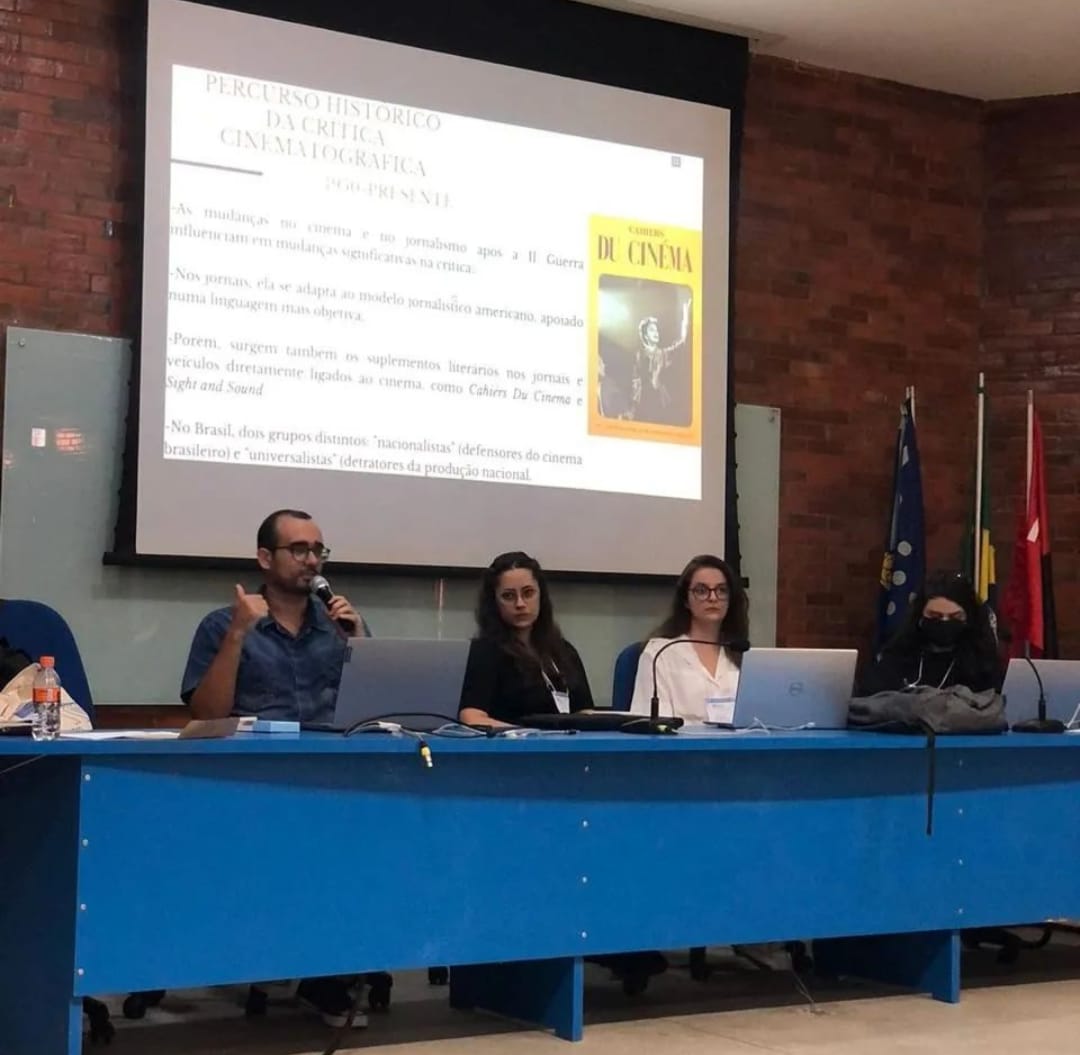 PERCURSO HISTÓRICO
DA CRÍTICA
CINEMATOGRÁFICA
1950-PRESENTE
-As mudanças no cinema e no jornalismo após a II Guerra
influenciam em mudanças significativas na crítica.
-Nos jornais, ela se adapta ao modelo jornalístico americano, apoiado
numa linguagem mais objetiva.
-Porém, surgem também os suplementos literários nos jornais e
veículos diretamente ligados ao cinema, como Cahiers Du Cinema e
Sight and Sound
-No Brasil, dois grupos distintos: "nacionalistas" (defensores do cinema
brasileiro) e "universalistas" (detratores da produção nacional.
CAHIERS
DU CINÉMA
DELL